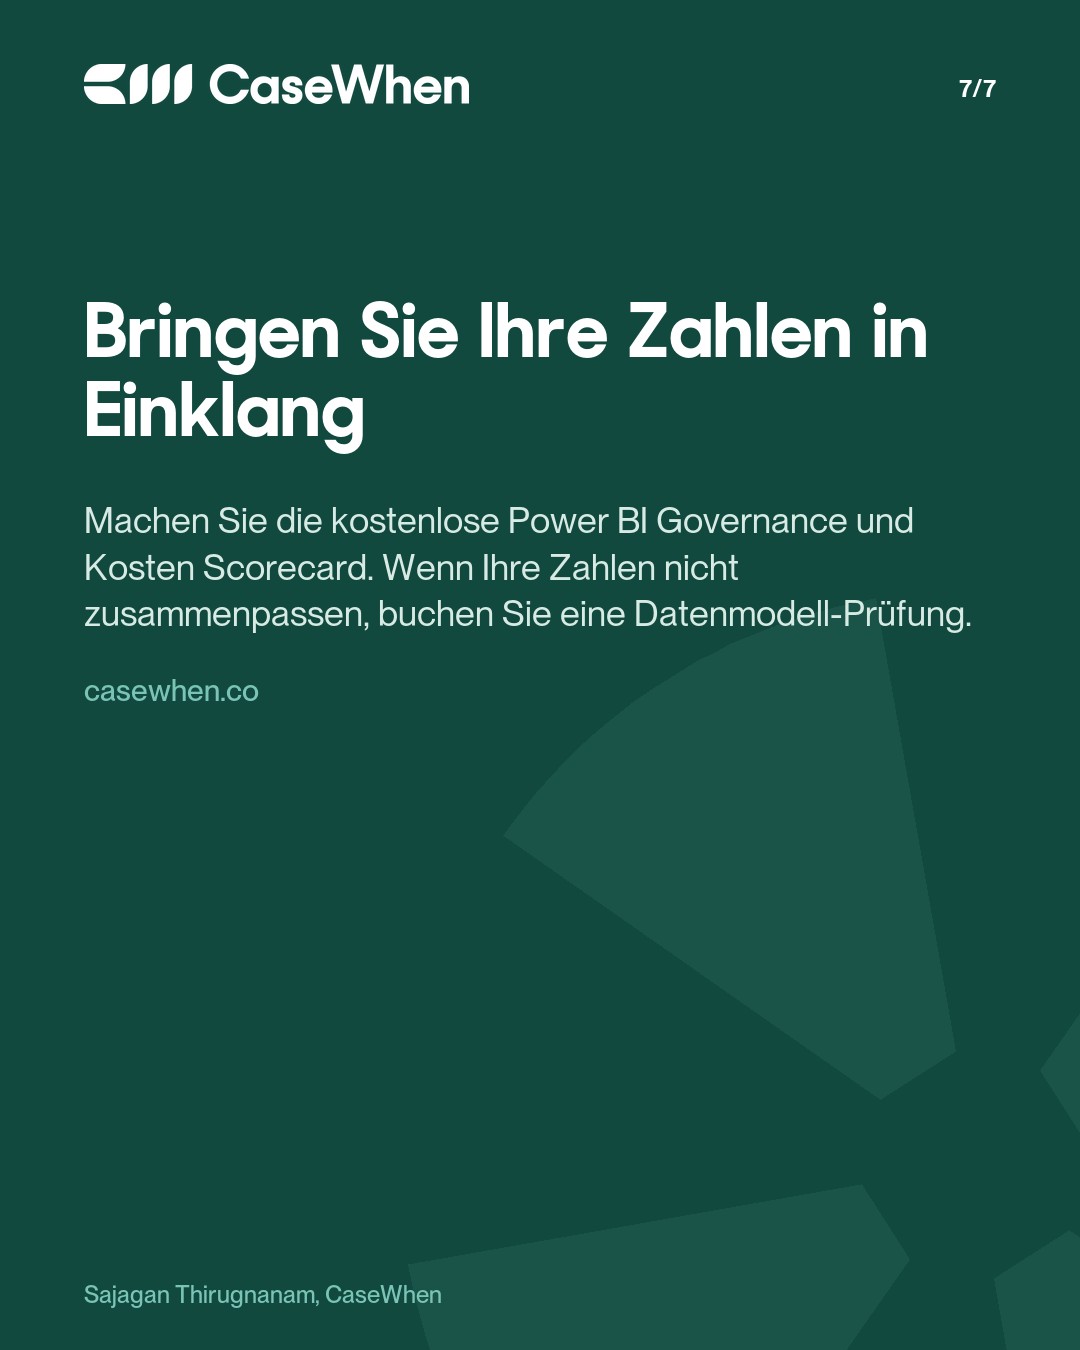 CaseWhen
7/7
Bringen Sie Ihre Zahlen in
Einklang
Machen Sie die kostenlose Power BI Governance und
Kosten Scorecard. Wenn Ihre Zahlen nicht
zusammenpassen, buchen Sie eine Datenmodell-Prüfung.
casewhen.co
Sajagan Thirugnanam, CaseWhen